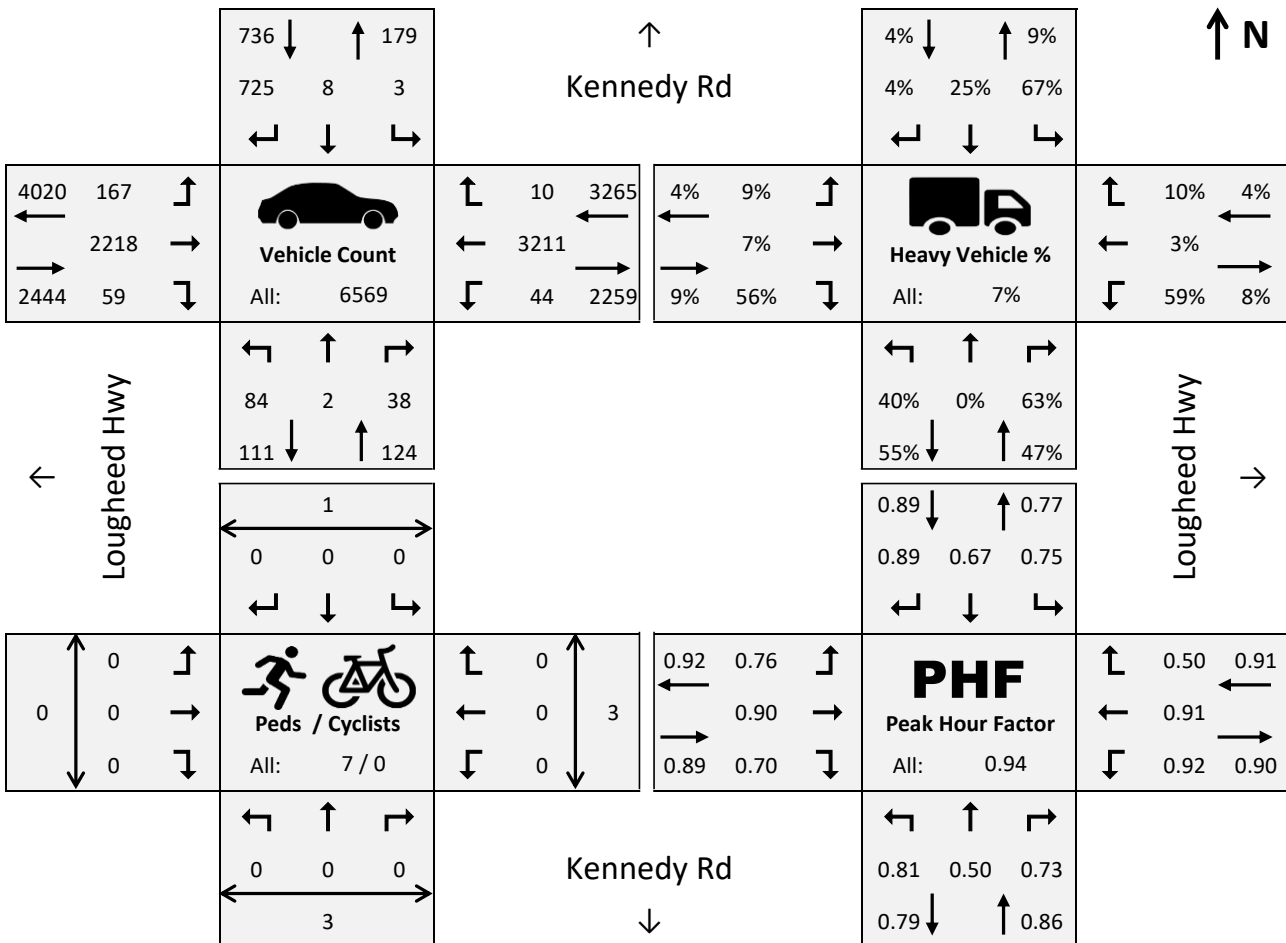 736 179 4% 9% N
725 8 3 Kennedy Rd 4% 25% 67%
4020 167 10 3265 4% 9% 10% 4%
2218 Vehicle Count 3211 7% Heavy Vehicle % 3%
2444 59 All: 6569 44 2259 9% 56% All: 7% 59% 8%
84 2 38 40% 0% 63%
111 124 55% 47%
Lougheed Hwy
Lougheed Hwy
1 0.89 0.77
0 0 0 0.89 0.67 0.75
0 0 0.92 0.76 PHF 0.50 0.91
0 0 Peds / Cyclists 0 3 0.90 Peak Hour Factor 0.91
0 All: 7 / 0 0 0.89 0.70 All: 0.94 0.92 0.90
0 0 0 Kennedy Rd 0.81 0.50 0.73
3 0.79 0.86